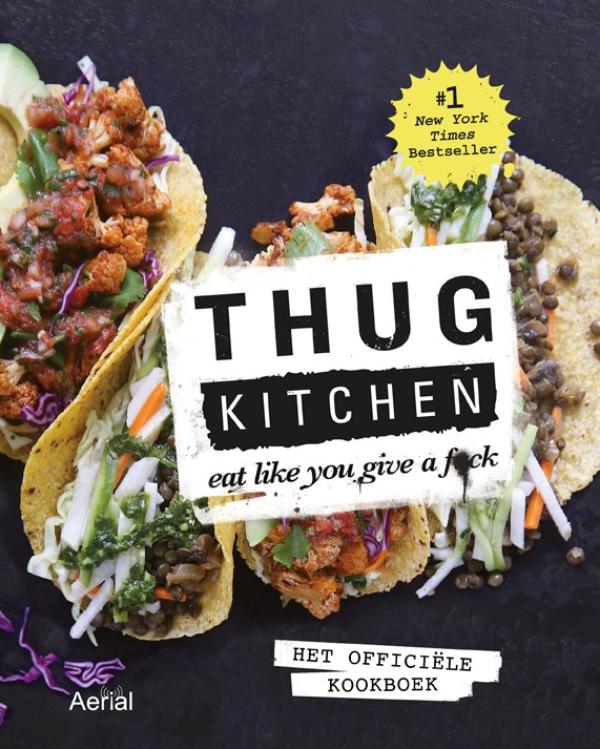 #1
New York
Times
Bestseller
THUG
KITCHEN
eat like you give a f*ck
HET OFFICIËLE
KOOKBOEK
Aerial